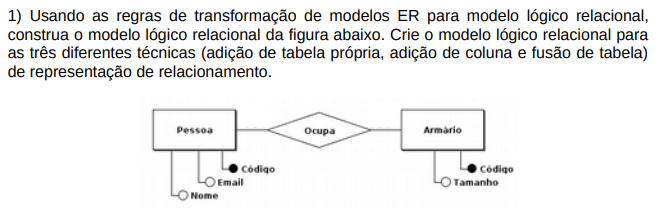 1) Usando as regras de transformação de modelos ER para modelo lógico relacional,
construa o modelo lógico relacional da figura abaixo. Crie o modelo lógico relacional para
as três diferentes técnicas (adição de tabela própria, adição de coluna e fusão de tabela)
de representação de relacionamento.
Pessoa Ocupa Armário
Código Código
Email Tamanho
Nome